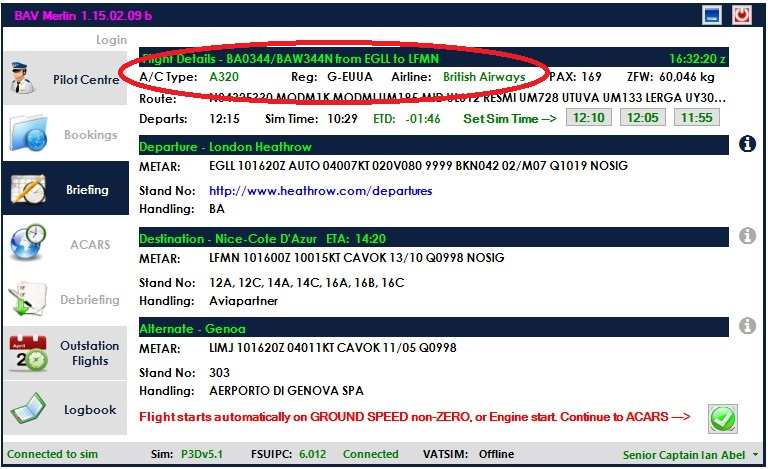 BAV Merlin 1.15.02.09 b
Login
Pilot Centre
Bookings
Briefing
ACARS
Debriefing
Outstation
Flights
Logbook
Flight Details - BA0344/BAW344N from EGLL to LFMN 16:32:20 z
A/C Type: A320 Reg: G-EUUA Airline: British Airways PAX: 169 ZFW: 60,046 kg
Route: N0422F330 MODM1K MODMI UM185 MID UL612 RESMI UM728 UTUVA UM133 LERGA UY30...
Departs: 12:15 Sim Time: 10:29 ETD: -01:46 Set Sim Time --> 12:10 12:05 11:55
Departure - London Heathrow
METAR: EGLL 101620Z AUTO 04007KT 020V080 9999 BKN042 02/M07 Q1019 NOSIG
Stand No: http://www.heathrow.com/departures
Handling: BA
Destination - Nice-Cote D'Azur ETA: 14:20
METAR: LFMN 101600Z 10015KT CAVOK 13/10 Q0998 NOSIG
Stand No: 12A, 12C, 14A, 14C, 16A, 16B, 16C
Handling: Aviapartner
Alternate - Genoa
METAR: LIMJ 101620Z 04011KT CAVOK 11/05 Q0998
Stand No: 303
Handling: AERPORTO DI GENOVA SPA
Flight starts automatically on GROUND SPEED non-ZERO, or Engine start. Continue to ACARS --->
Connected to sim Sim: P3Dv5.1 FSUIPC: 6.012 Connected VATSIM: Offline Senior Captain Ian Abel